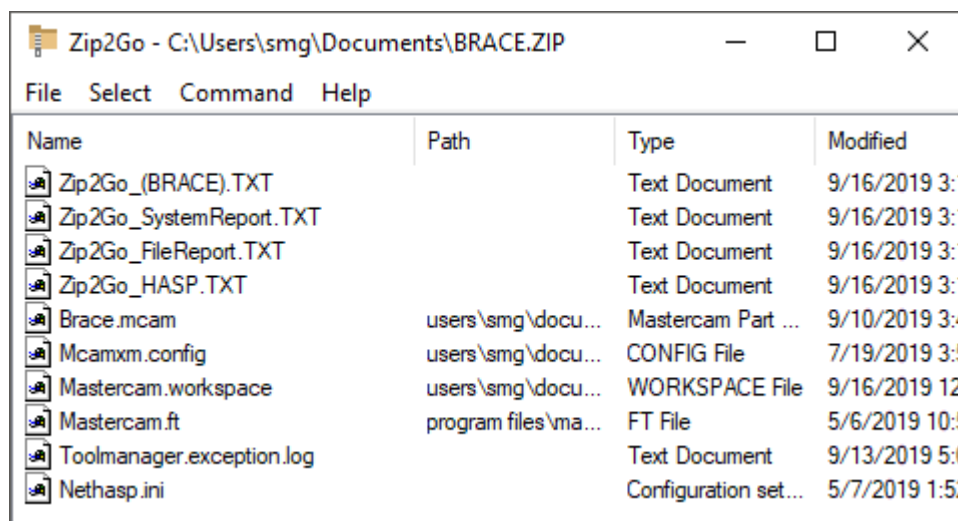 Zip2Go - C:\Users\smg\Documents\BRACE.ZIP
File Select Command Help
Name Path Type Modified
Zip2Go_(BRACE).TXT Text Document 9/16/2019 3:
Zip2Go_SystemReport.TXT Text Document 9/16/2019 3:
Zip2Go_FileReport.TXT Text Document 9/16/2019 3:
Zip2Go_HASP.TXT Text Document 9/16/2019 3:
Brace.mcam users\smg\docu... Mastercam Part ... 9/10/2019 3:
Mcamxm.config users\smg\docu... CONFIG File 7/19/2019 3:
Mastercam.workspace users\smg\docu... WORKSPACE File 9/16/2019 12
Mastercam.ft program files\ma... FT File 5/6/2019 10:
Toolmanager.exception.log Text Document 9/13/2019 5:
Nethasp.ini Configuration set... 5/7/2019 1:5